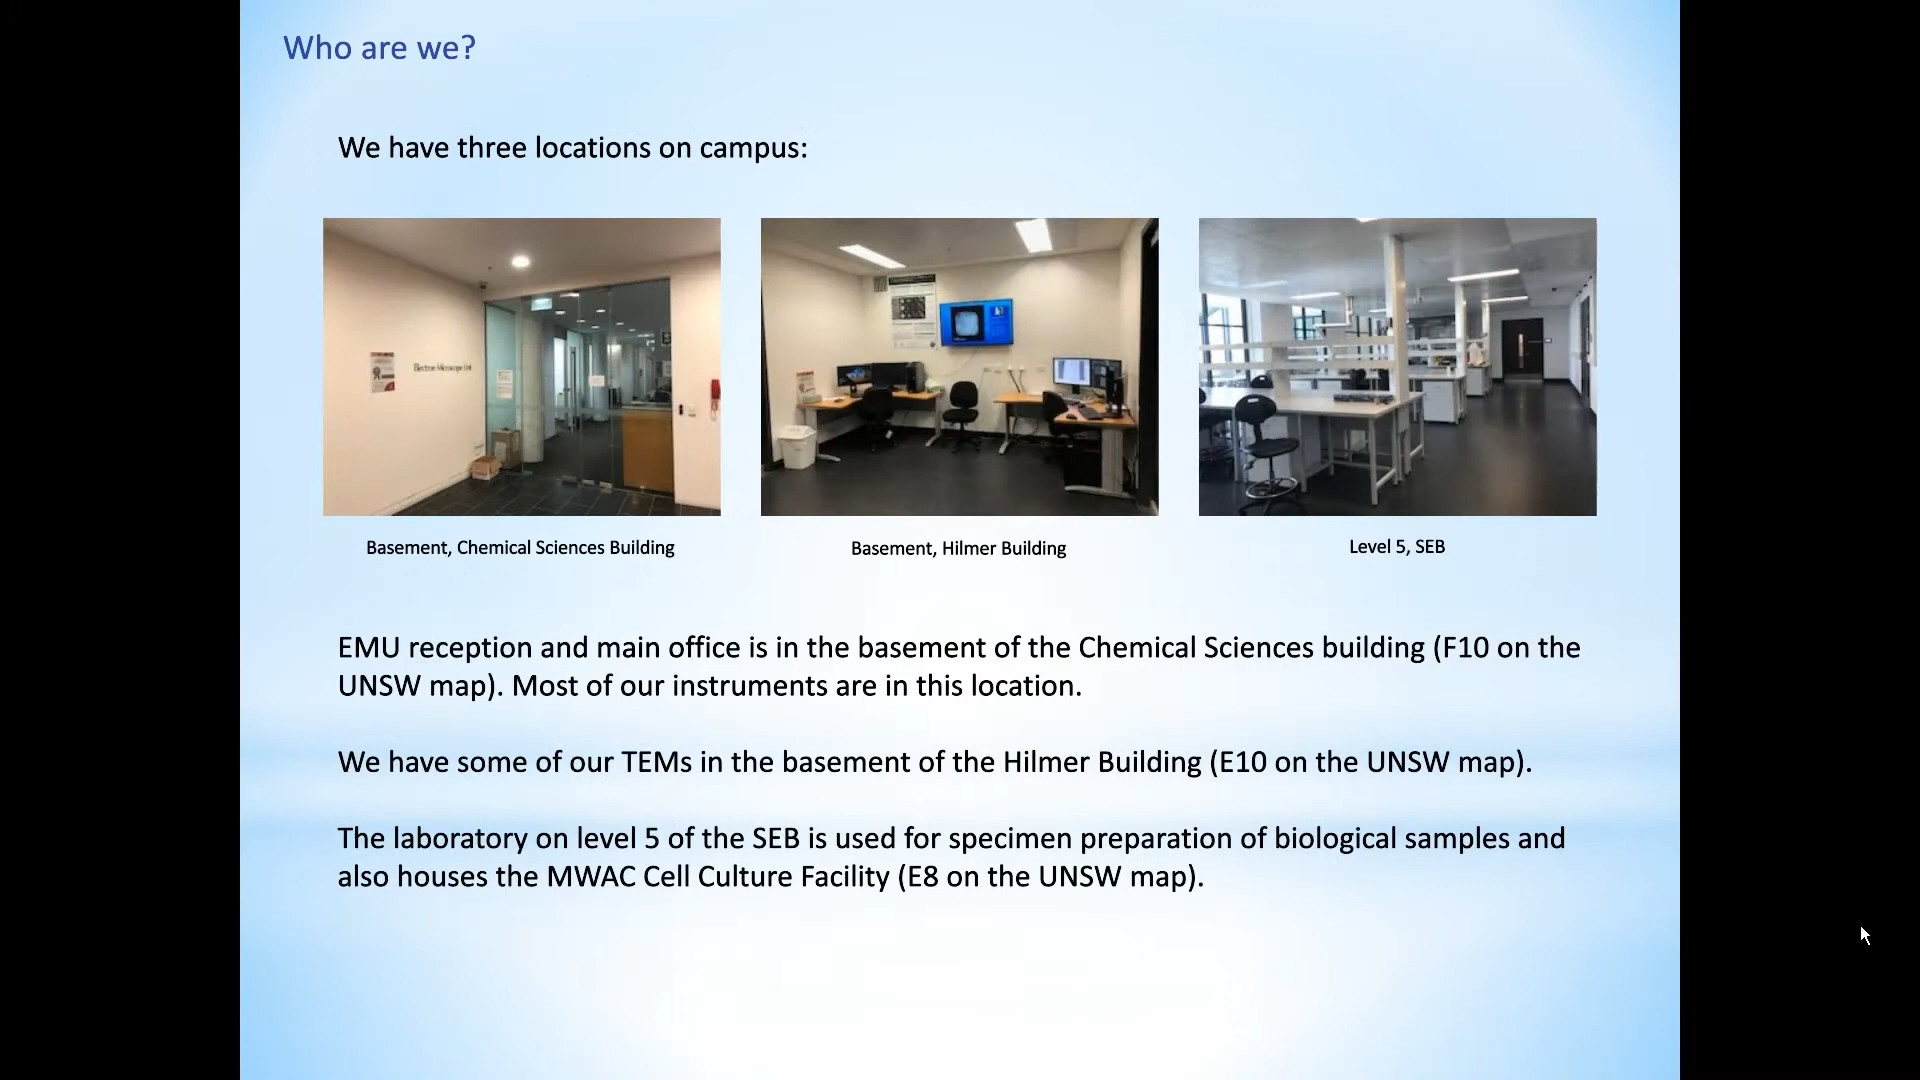 Who are we?
We have three locations on campus:
Electron Microscope Unit
Basement, Chemical Sciences Building
Basement, Hilmer Building
Level 5, SEB
EMU reception and main office is in the basement of the Chemical Sciences building (F10 on the
UNSW map). Most of our instruments are in this location.
We have some of our TEMs in the basement of the Hilmer Building (E10 on the UNSW map).
The laboratory on level 5 of the SEB is used for specimen preparation of biological samples and
also houses the MWAC Cell Culture Facility (E8 on the UNSW map).